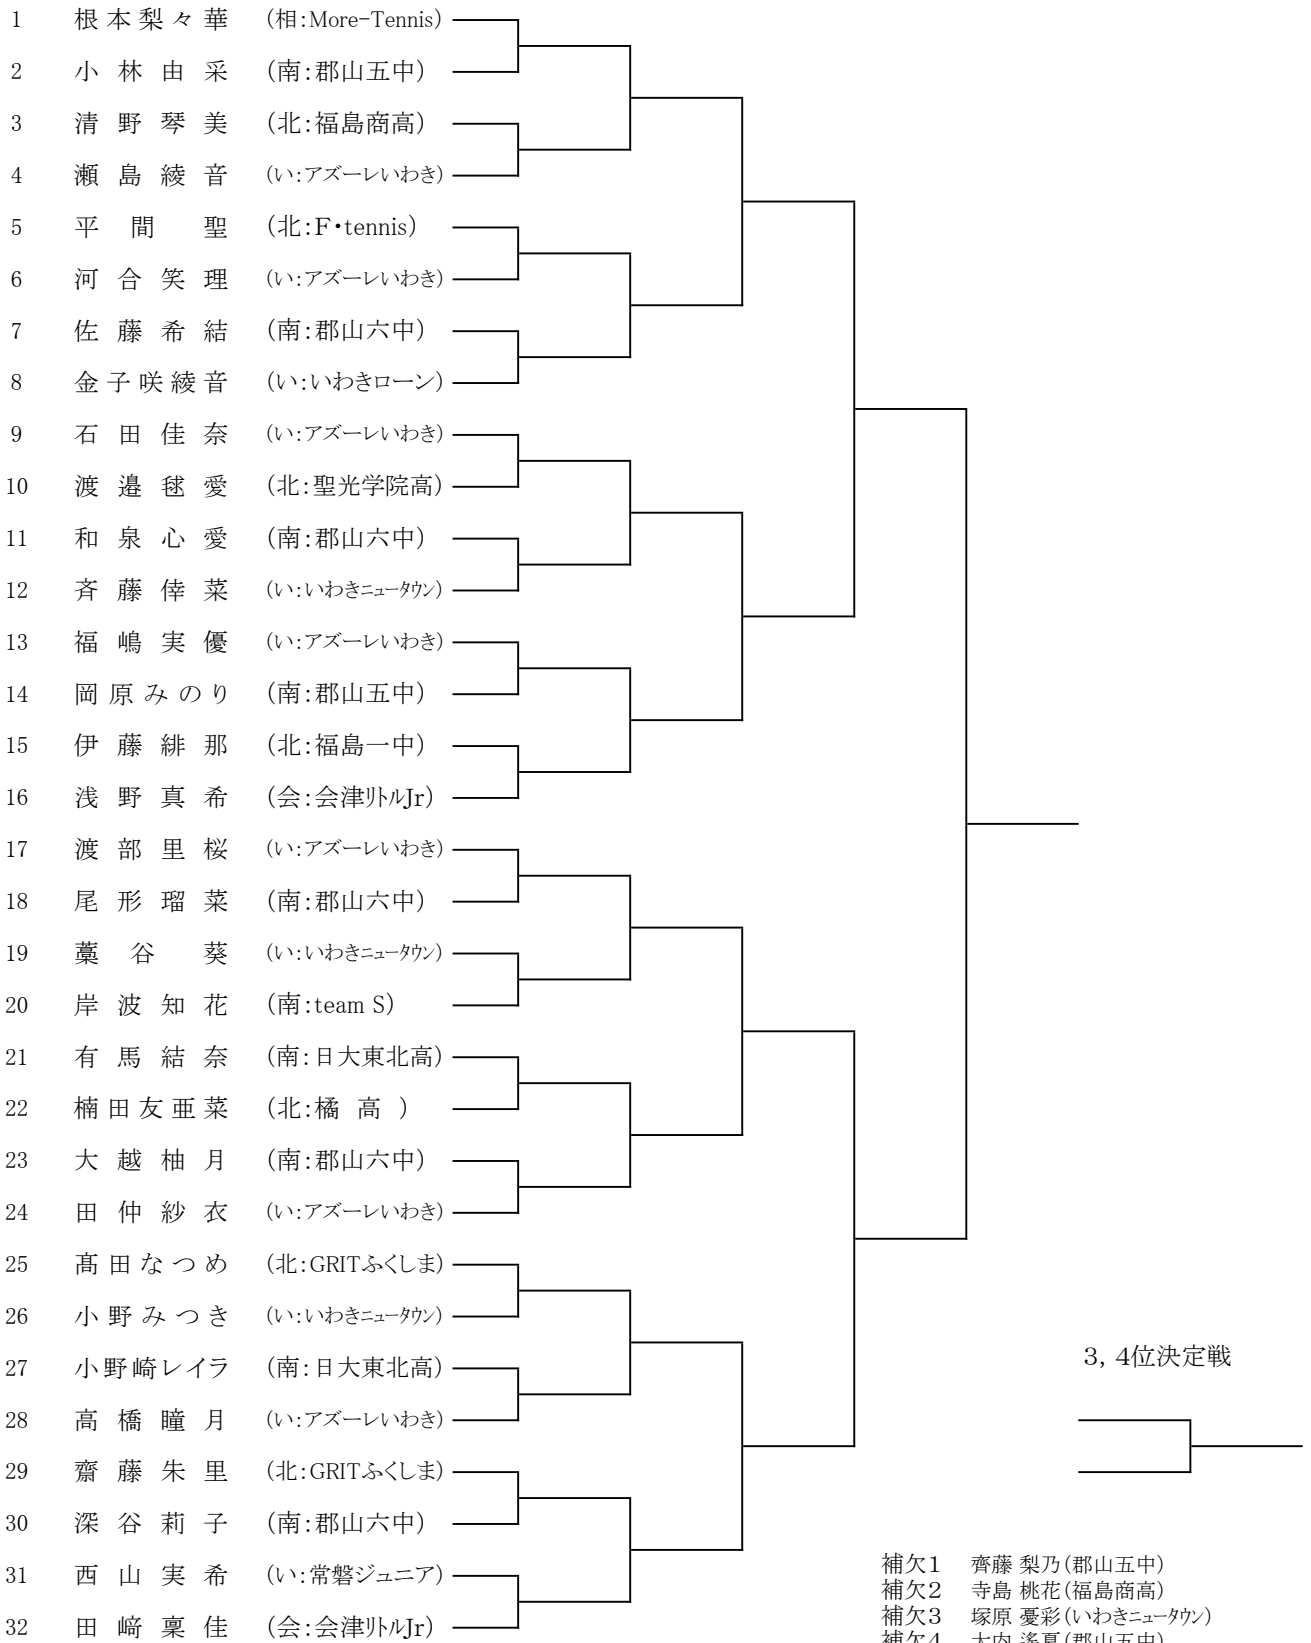 1 根本梨々華 (相:More-Tennis)
2 小林由采 (南:郡山五中)
3 清野琴美 (北:福島商高)
4 瀬島綾音 (い:アズーレいわき)
5 平間聖 (北:F・tennis)
6 河合笑理 (い:アズーレいわき)
7 佐藤希結 (南:郡山六中)
8 金子咲綾音 (い:いわきローン)
9 石田佳奈 (い:アズーレいわき)
10 渡邉毬愛 (北:聖光学院高)
11 和泉心愛 (南:郡山六中)
12 斉藤倖菜 (い:いわきニュータウン)
13 福嶋実優 (い:アズーレいわき)
14 岡原みのり (南:郡山五中)
15 伊藤緋那 (北:福島一中)
16 浅野真希 (会:会津リトルJr)
17 渡部里桜 (い:アズーレいわき)
18 尾形瑠菜 (南:郡山六中)
19 藁谷葵 (い:いわきニュータウン)
20 岸波知花 (南:team S)
21 有馬結奈 (南:日大東北高)
22 楠田友亜菜 (北:橘 高 )
23 大越柚月 (南:郡山六中)
24 田仲紗衣 (い:アズーレいわき)
25 髙田なつめ (北:GRITふくしま)
26 小野みつき (い:いわきニュータウン)
27 小野崎レイラ (南:日大東北高)
28 高橋瞳月 (い:アズーレいわき)
29 齋藤朱里 (北:GRITふくしま)
30 深谷莉子 (南:郡山六中)
31 西山実希 (い:常磐ジュニア)
32 田﨑稟佳 (会:会津リトルJr)
3,4位決定戦
補欠1 齊藤 梨乃(郡山五中)
補欠2 寺島 桃花(福島商高)
補欠3 塚原 憂彩(いわきニュータウン)
補欠4 大内 遙夏(郡山五中)